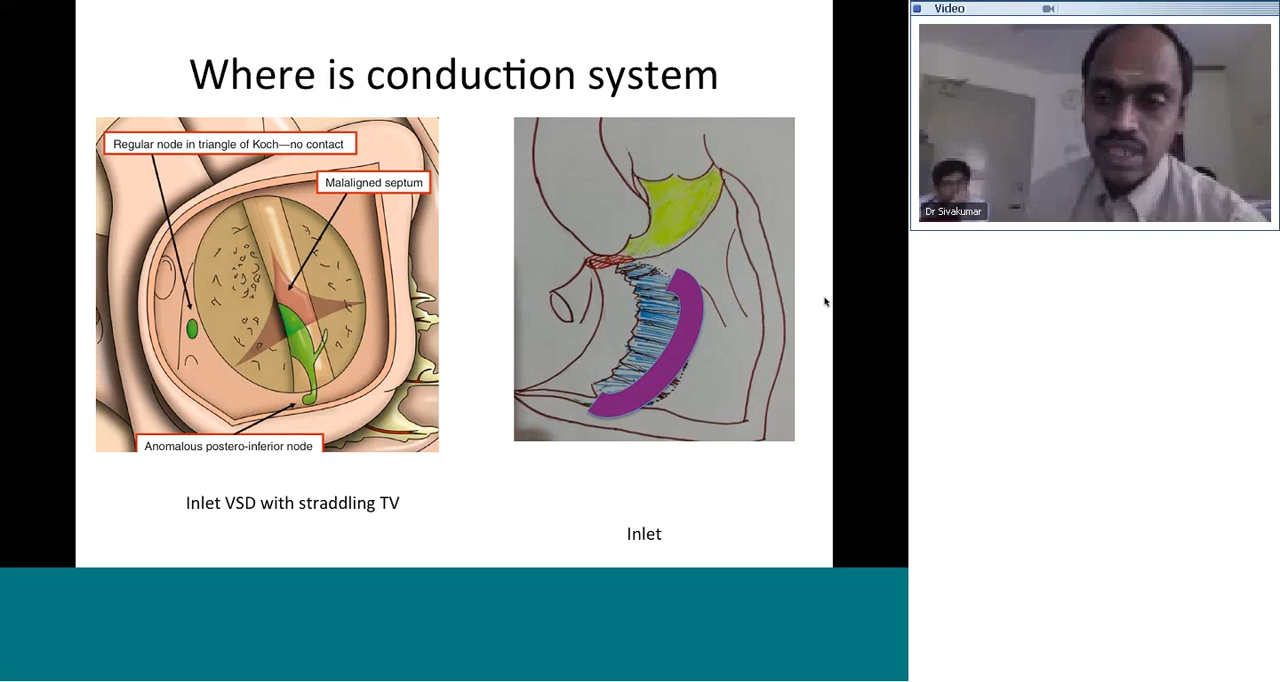 Where is conduction system
Regular node in triangle of Koch—no contact
Malaligned septum
Anomalous postero-inferior node
Inlet VSD with straddling TV
Inlet
Video
Dr Sivakumar